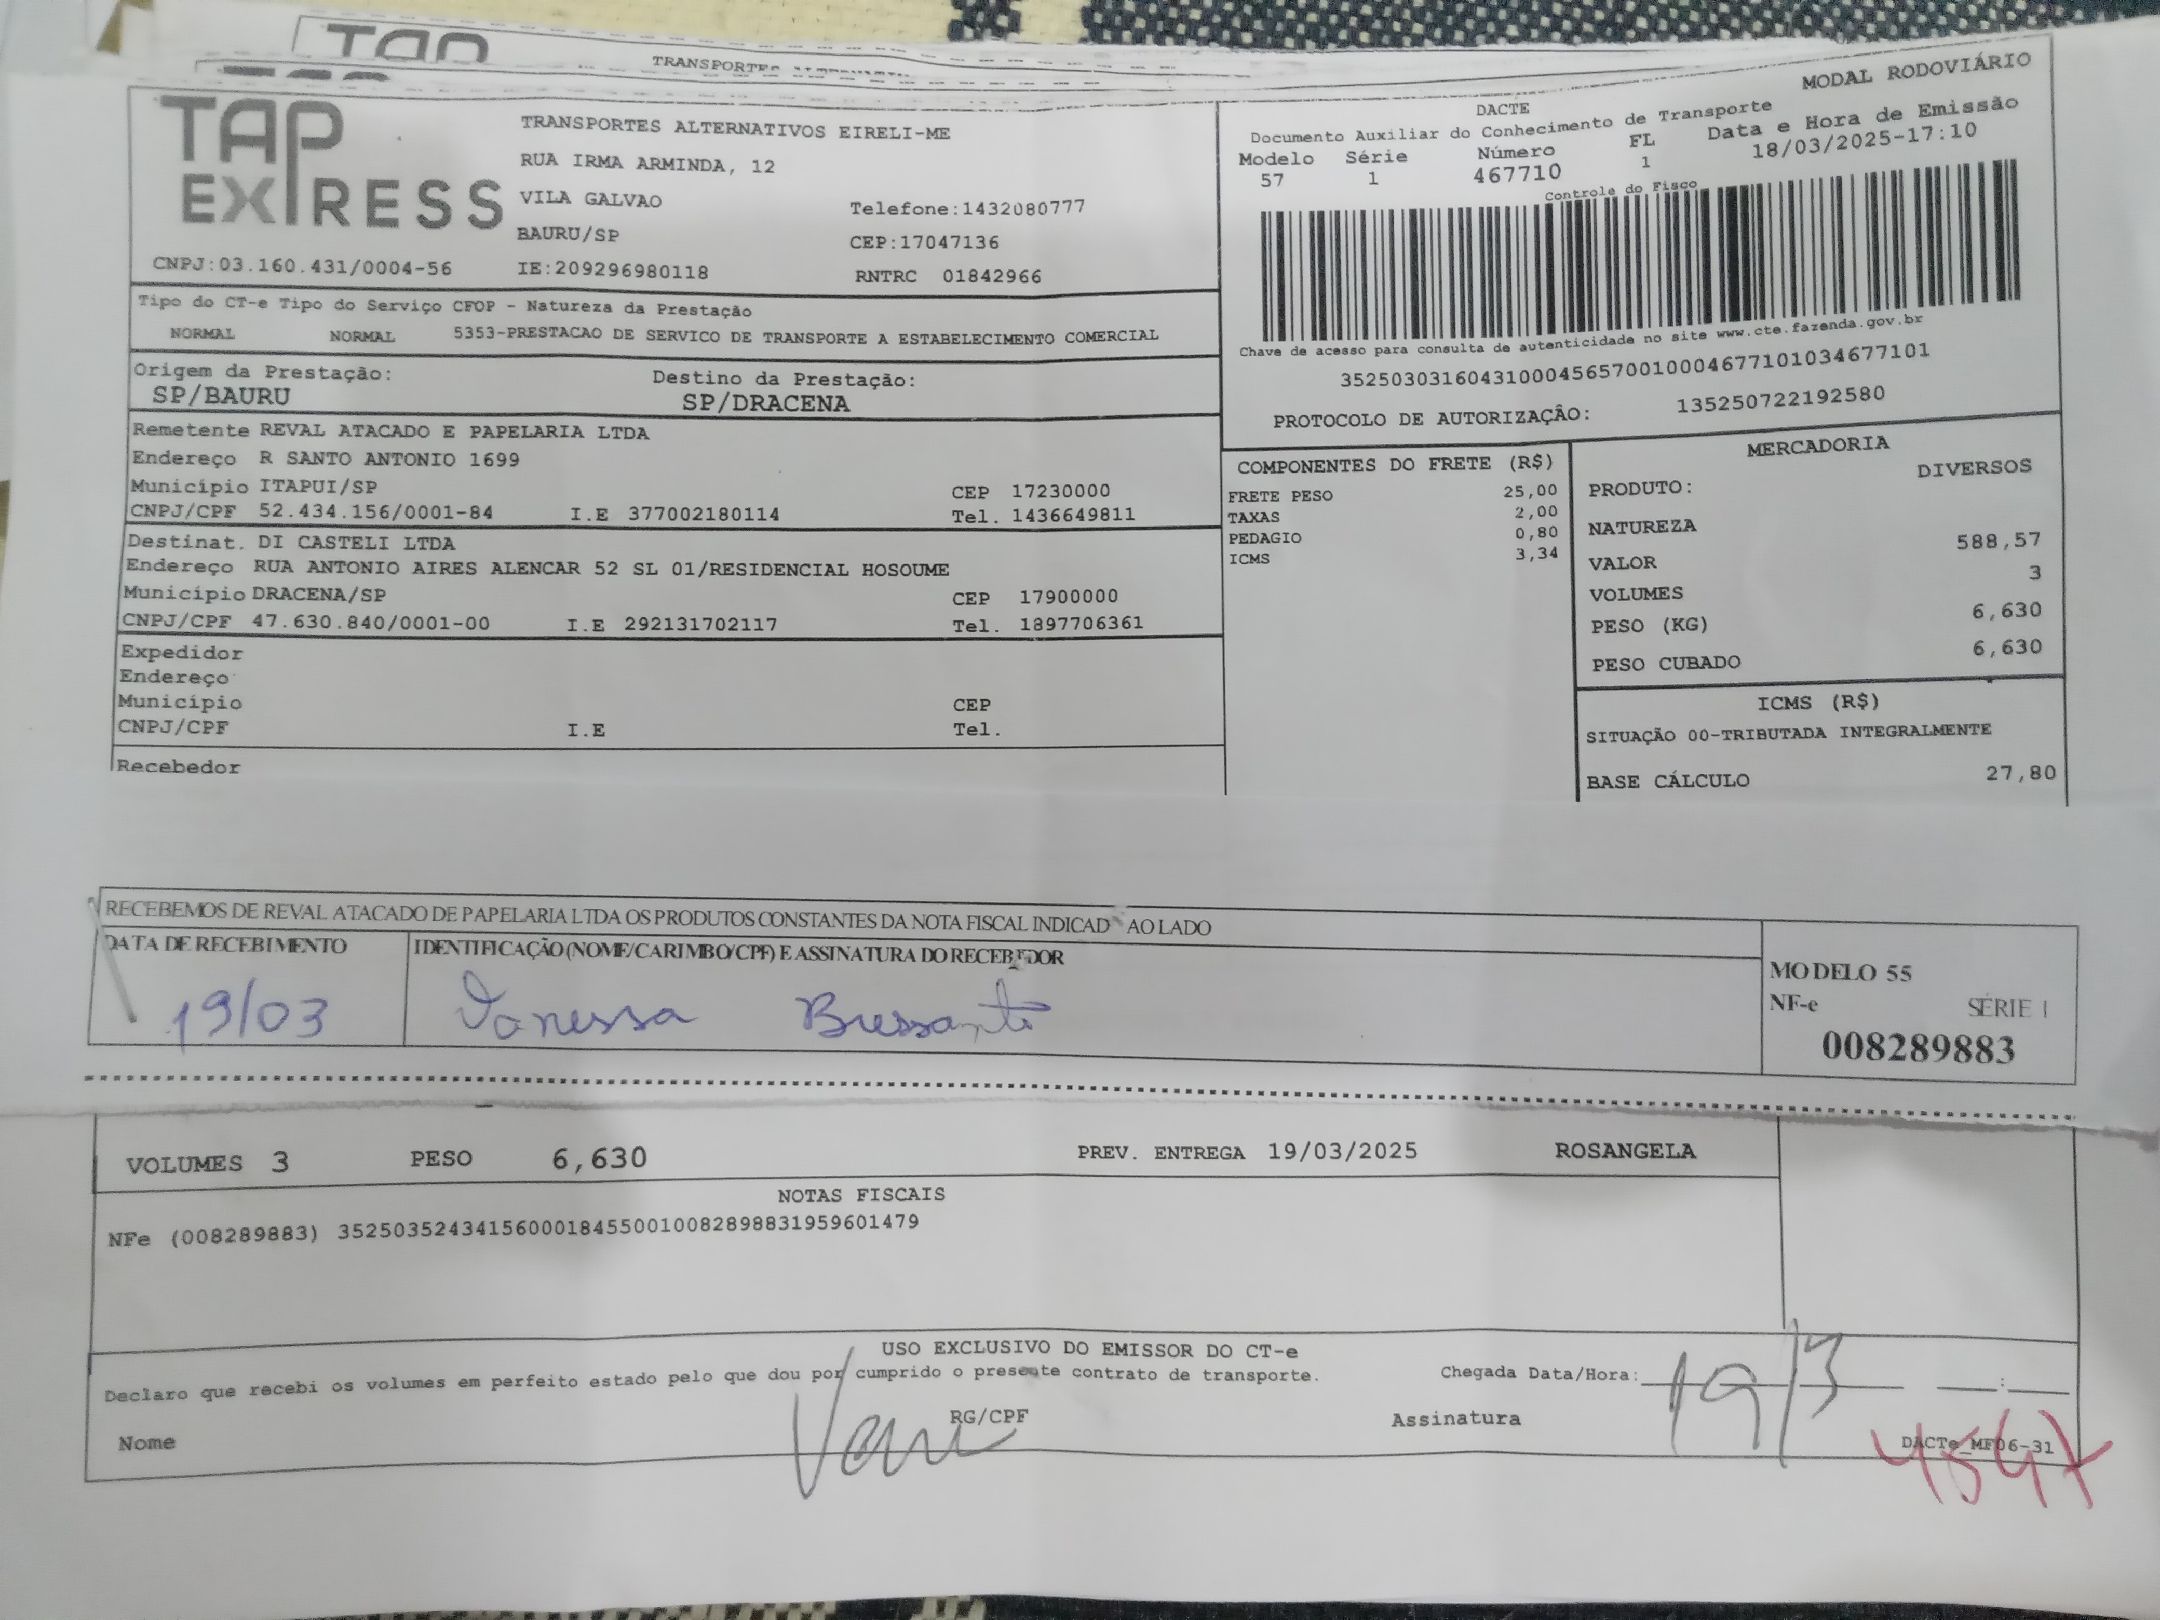 TAP
TRANSPORTES
TAP
EXPRESS
TRANSPORTES ALTERNATIVOS EIRELI-ME
RUA IRMA ARMINDA, 12
VILA GALVAO
Telefone:1432080777
BAURU/SP
CEP:17047136
CNPJ:03.160.431/0004-56
IE:209296980118
RNTRC 01842966
MODAL RODOVIÁRIO
DACTE
Documento Auxiliar do Conhecimento de Transporte
Data e Hora de Emissão
Modelo Série Número FL
57 1 467710 1 18/03/2025-17:10
Controle do Fisco
Chave de acesso para consulta de autenticidade no site www.cte.fazenda.gov.br
35250303160431000456570010004677101034677101
PROTOCOLO DE AUTORIZAÇÃO: 135250722192580
Tipo do CT-e Tipo do Serviço CFOP - Natureza da Prestação
NORMAL NORMAL 5353-PRESTACAO DE SERVICO DE TRANSPORTE A ESTABELECIMENTO COMERCIAL
Origem da Prestação: Destino da Prestação:
SP/BAURU SP/DRACENA
Remetente REVAL ATACADO E PAPELARIA LTDA
Endereço R SANTO ANTONIO 1699
Município ITAPUI/SP CEP 17230000
CNPJ/CPF 52.434.156/0001-84 I.E 377002180114 Tel. 1436649811
Destinat. DI CASTELI LTDA
Endereço RUA ANTONIO AIRES ALENCAR 52 SL 01/RESIDENCIAL HOSOUME
Município DRACENA/SP CEP 17900000
CNPJ/CPF 47.630.840/0001-00 I.E 292131702117 Tel. 1897706361
Expedidor
Endereço
Município CEP
CNPJ/CPF I.E Tel.
Recebedor
COMPONENTES DO FRETE (R$)
FRETE PESO 25,00
TAXAS 2,00
PEDAGIO 0,80
ICMS 3,34
MERCADORIA
PRODUTO: DIVERSOS
NATUREZA
VALOR 588,57
VOLUMES 3
PESO (KG) 6,630
PESO CUBADO 6,630
ICMS (R$)
SITUAÇÃO 00-TRIBUTADA INTEGRALMENTE
BASE CÁLCULO 27,80
RECEBEMOS DE REVAL ATACADO DE PAPELARIA LTDA OS PRODUTOS CONSTANTES DA NOTA FISCAL INDICAD AO LADO
DATA DE RECEBIMENTO IDENTIFICAÇÃO (NOME/CARIMBO/CPF) E ASSINATURA DO RECEBEDOR
19/03 Vanessa
MODELO 55
NF-e SÉRIE 1
008289883
VOLUMES 3 PESO 6,630 PREV. ENTREGA 19/03/2025 ROSANGELA
NOTAS FISCAIS
NFe (008289883) 35250352434156000184550010082898831959601479
USO EXCLUSIVO DO EMISSOR DO CT-e
Declaro que recebi os volumes em perfeito estado pelo que dou por cumprido o presente contrato de transporte.
Chegada Data/Hora: 19/3 :
Nome RG/CPF Assinatura
DACTe_MF06-31